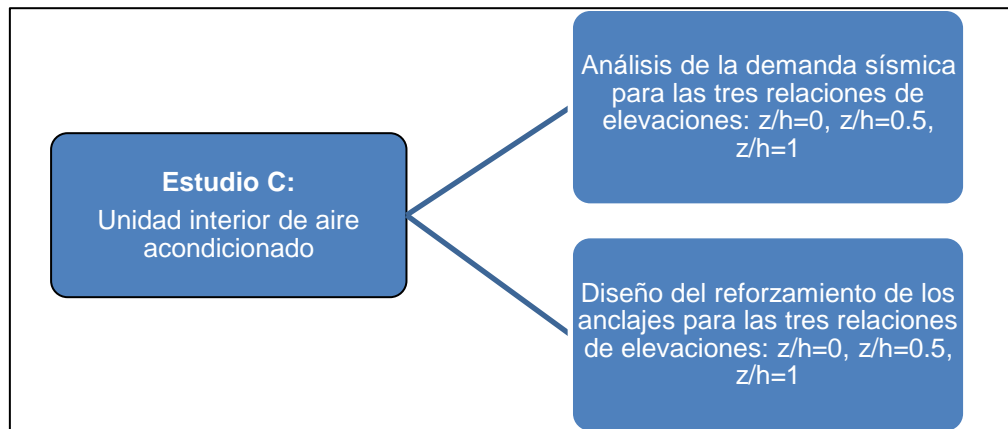 Estudio C:
Unidad interior de aire
acondicionado
Análisis de la demanda sísmica
para las tres relaciones de
elevaciones: z/h=0, z/h=0.5,
z/h=1
Diseño del reforzamiento de los
anclajes para las tres relaciones
de elevaciones: z/h=0, z/h=0.5,
z/h=1